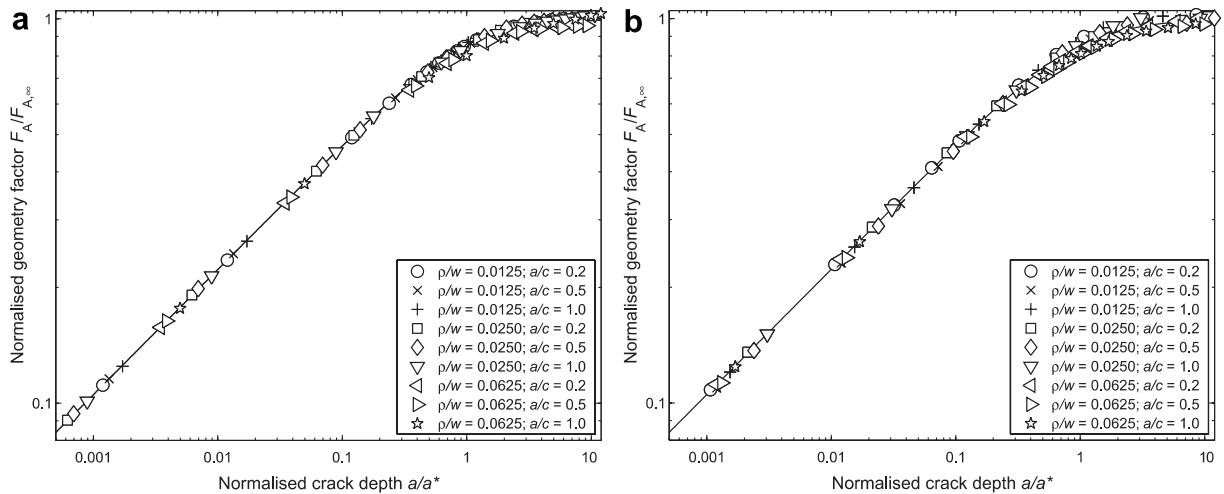 a
Normalised geometry factor F_A/F_A,∞
1
0.1
0.001 0.01 0.1 1 10
Normalised crack depth a/a*
ρ/w = 0.0125; a/c = 0.2
ρ/w = 0.0125; a/c = 0.5
ρ/w = 0.0125; a/c = 1.0
ρ/w = 0.0250; a/c = 0.2
ρ/w = 0.0250; a/c = 0.5
ρ/w = 0.0250; a/c = 1.0
ρ/w = 0.0625; a/c = 0.2
ρ/w = 0.0625; a/c = 0.5
ρ/w = 0.0625; a/c = 1.0
b
Normalised geometry factor F_A/F_A,∞
1
0.1
0.001 0.01 0.1 1 10
Normalised crack depth a/a*
ρ/w = 0.0125; a/c = 0.2
ρ/w = 0.0125; a/c = 0.5
ρ/w = 0.0125; a/c = 1.0
ρ/w = 0.0250; a/c = 0.2
ρ/w = 0.0250; a/c = 0.5
ρ/w = 0.0250; a/c = 1.0
ρ/w = 0.0625; a/c = 0.2
ρ/w = 0.0625; a/c = 0.5
ρ/w = 0.0625; a/c = 1.0